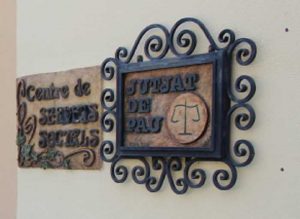 Centre de
SERVEIS
SOCIALS
JUTJAT
DE
PAU